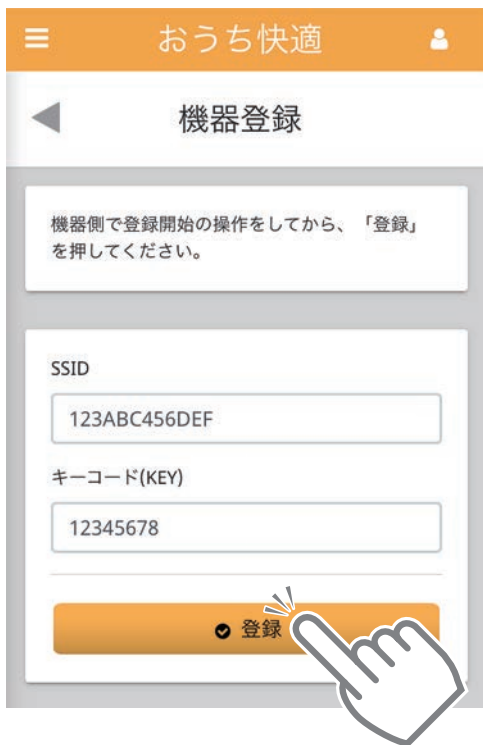 おうち快適
機器登録
機器側で登録開始の操作をしてから、「登録」
を押してください。
SSID
123ABC456DEF
キーコード(KEY)
12345678
登録